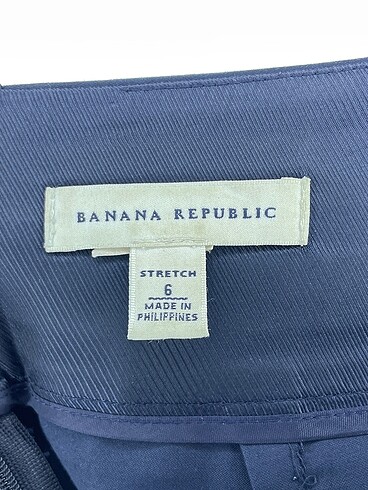 BANANA REPUBLIC
STRETCH
6
MADE IN
PHILIPPINES